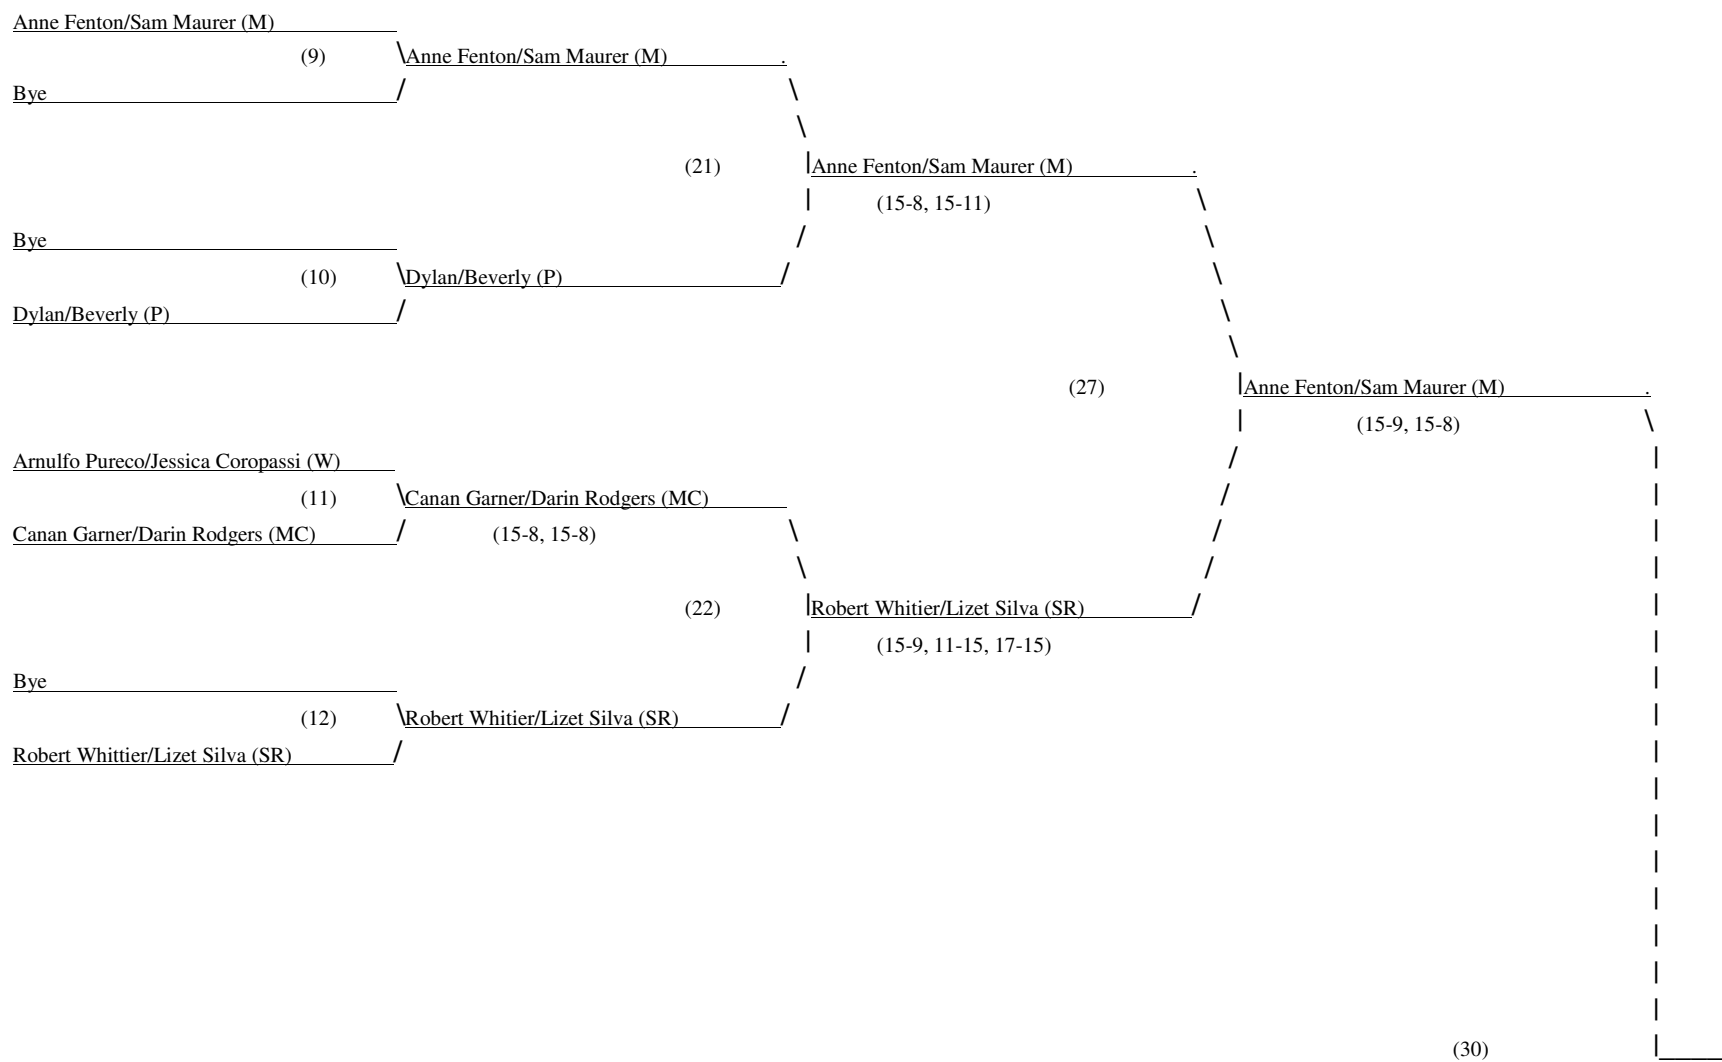 Anne Fenton/Sam Maurer (M)
(9) Anne Fenton/Sam Maurer (M) .
Bye
(21) Anne Fenton/Sam Maurer (M) .
(15-8, 15-11)
Bye
(10) Dylan/Beverly (P)
Dylan/Beverly (P)
(27) Anne Fenton/Sam Maurer (M) .
(15-9, 15-8)
Arnulfo Pureco/Jessica Coropassi (W)
(11) Canan Garner/Darin Rodgers (MC)
Canan Garner/Darin Rodgers (MC) (15-8, 15-8)
(22) Robert Whitier/Lizet Silva (SR)
(15-9, 11-15, 17-15)
Bye
(12) Robert Whitier/Lizet Silva (SR)
Robert Whittier/Lizet Silva (SR)
(30)